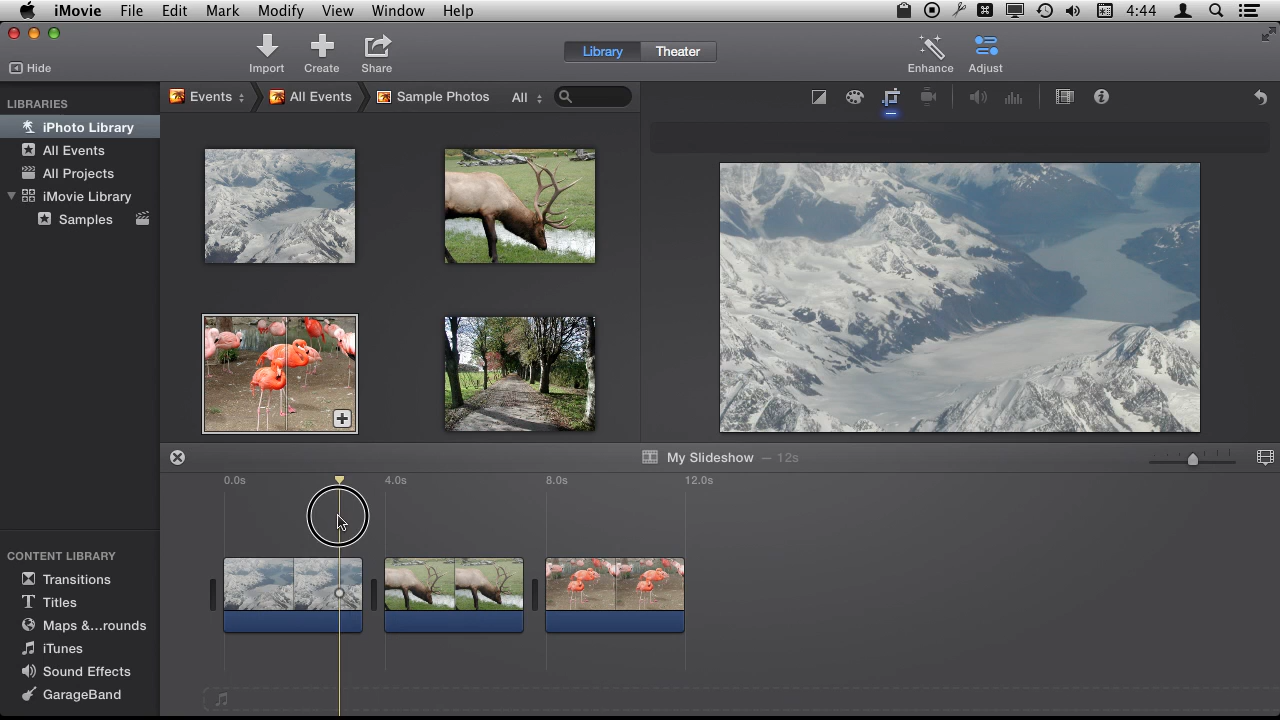 iMovie File Edit Mark Modify View Window Help 4:44
Hide Import Create Share Library Theater Enhance Adjust
LIBRARIES
iPhoto Library
All Events
All Projects
iMovie Library
Samples
Events All Events Sample Photos All
My Slideshow — 12s
0.0s 4.0s 8.0s 12.0s
CONTENT LIBRARY
Transitions
Titles
Maps &...rounds
iTunes
Sound Effects
GarageBand